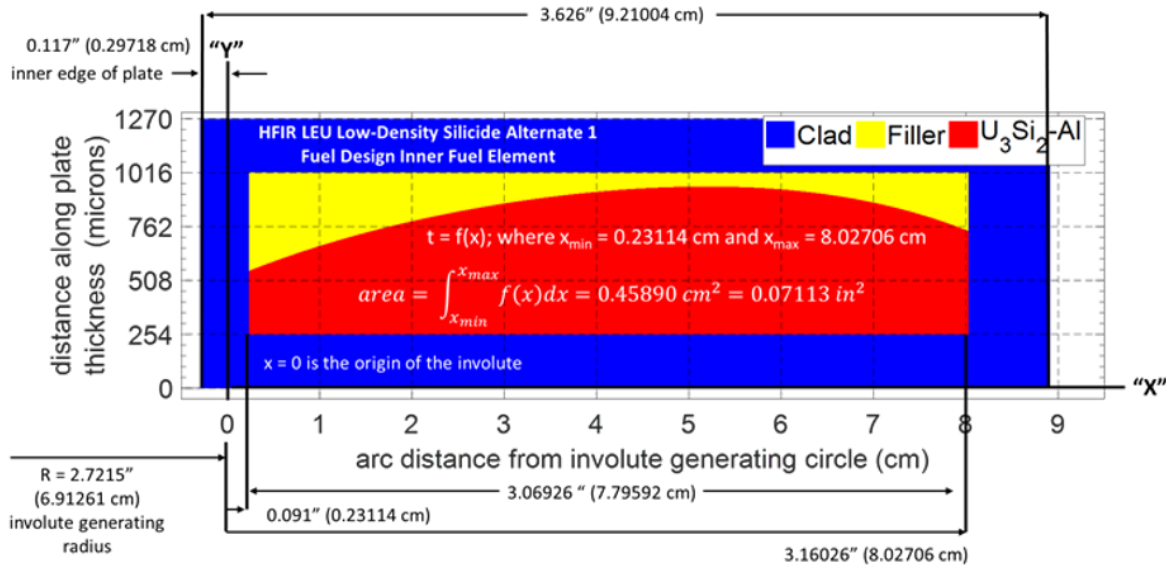 3.626” (9.21004 cm)
0.117” (0.29718 cm)
“Y”
inner edge of plate
HFIR LEU Low-Density Silicide Alternate 1
Fuel Design Inner Fuel Element
Clad Filler U₃Si₂-Al
1270
1016
762
508
254
0
distance along plate
thickness (microns)
t = f(x); where xₘᵢₙ = 0.23114 cm and xₘₐₓ = 8.02706 cm
area = ∫_{x_{min}}^{x_{max}} f(x)dx = 0.45890 cm² = 0.07113 in²
x = 0 is the origin of the involute
“X”
0 1 2 3 4 5 6 7 8 9
arc distance from involute generating circle (cm)
R = 2.7215”
(6.91261 cm)
involute generating
radius
3.06926 “ (7.79592 cm)
0.091” (0.23114 cm)
3.16026” (8.02706 cm)